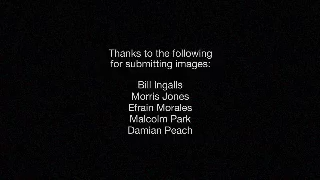 Thanks to the following
for submitting images:
Bill Ingalls
Morris Jones
Efrain Morales
Malcolm Park
Damian Peach